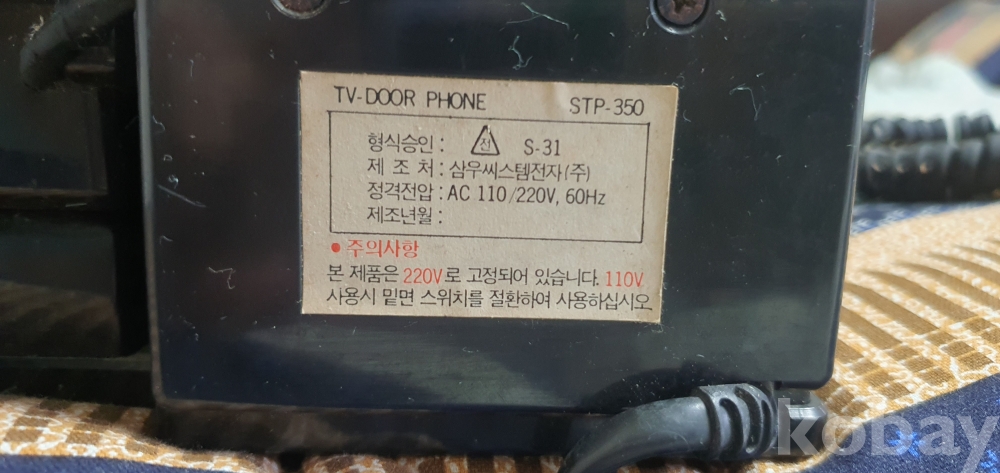 TV-DOOR PHONE STP-350
형식승인 : 전 S-31
제 조 처 : 삼우씨스템전자(주)
정격전압 : AC 110/220V, 60Hz
제조년월 :
• 주의사항
본 제품은 220V로 고정되어 있습니다. 110V
사용시 밑면 스위치를 절환하여 사용하십시오
kobay